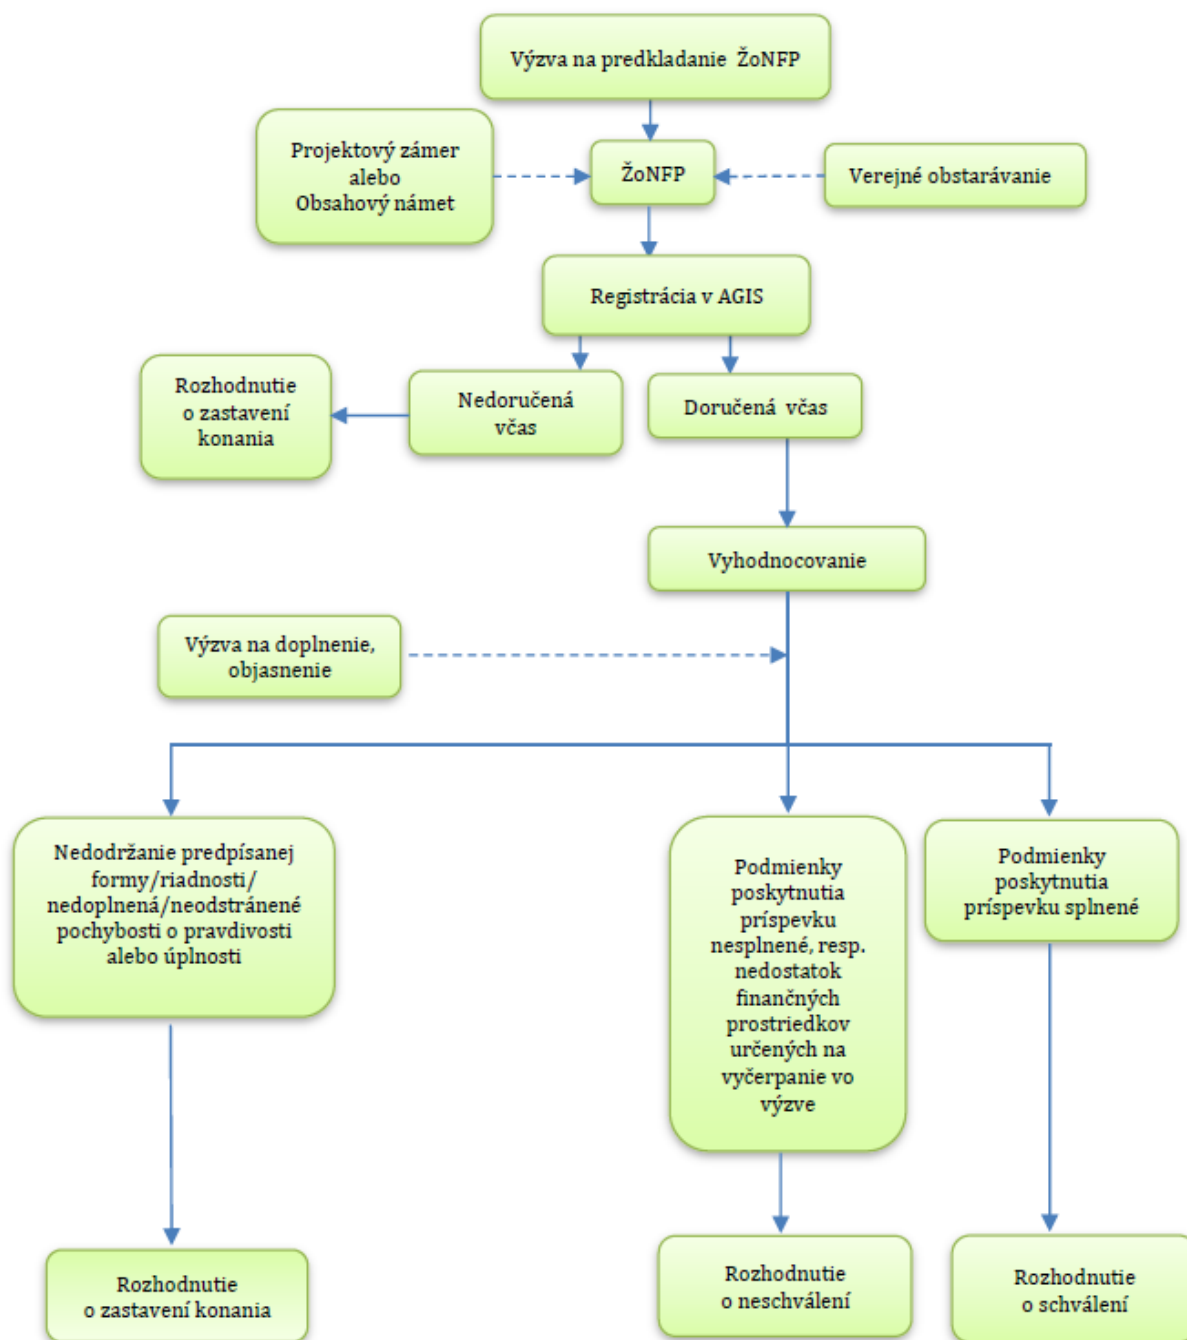 Výzva na predkladanie ŽoNFP
Projektový zámer
alebo
Obsahový námet
ŽoNFP
Verejné obstarávanie
Registrácia v AGIS
Rozhodnutie
o zastavení
konania
Nedoručená
včas
Doručená včas
Vyhodnocovanie
Výzva na doplnenie,
objasnenie
Nedodržanie predpísanej
formy/riadnosti/
nedoplnená/neodstránené
pochybosti o pravdivosti
alebo úplnosti
Podmienky
poskytnutia
príspevku
nesplnené, resp.
nedostatok
finančných
prostriedkov
určených na
vyčerpanie vo
výzve
Podmienky
poskytnutia
príspevku splnené
Rozhodnutie
o zastavení konania
Rozhodnutie
o neschválení
Rozhodnutie
o schválení